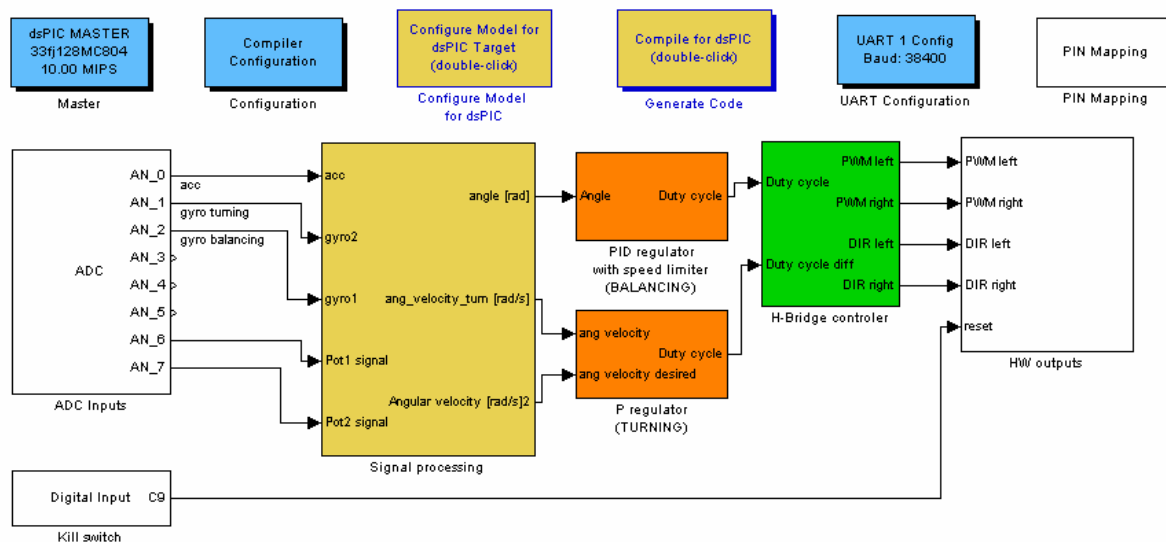 dsPIC MASTER
33fj128MC804
10.00 MIPS
Master
Compiler
Configuration
Configuration
Configure Model for
dsPIC Target
(double-click)
Configure Model
for dsPIC
Compile for dsPIC
(double-click)
Generate Code
UART 1 Config
Baud: 38400
UART Configuration
PIN Mapping
PIN Mapping
ADC
AN_0
AN_1
AN_2
AN_3
AN_4
AN_5
AN_6
AN_7
ADC Inputs
acc
gyro turning
gyro balancing
acc
gyro2
gyro1
Pot1 signal
Pot2 signal
angle [rad]
ang_velocity_turn [rad/s]
Angular velocity [rad/s]2
Signal processing
Angle
Duty cycle
PID regulator
with speed limiter
(BALANCING)
ang velocity
ang velocity desired
Duty cycle
P regulator
(TURNING)
Duty cycle
Duty cycle diff
PWM left
PWM right
DIR left
DIR right
H-Bridge controler
PWM left
PWM right
DIR left
DIR right
reset
HW outputs
Digital Input
C9
Kill switch